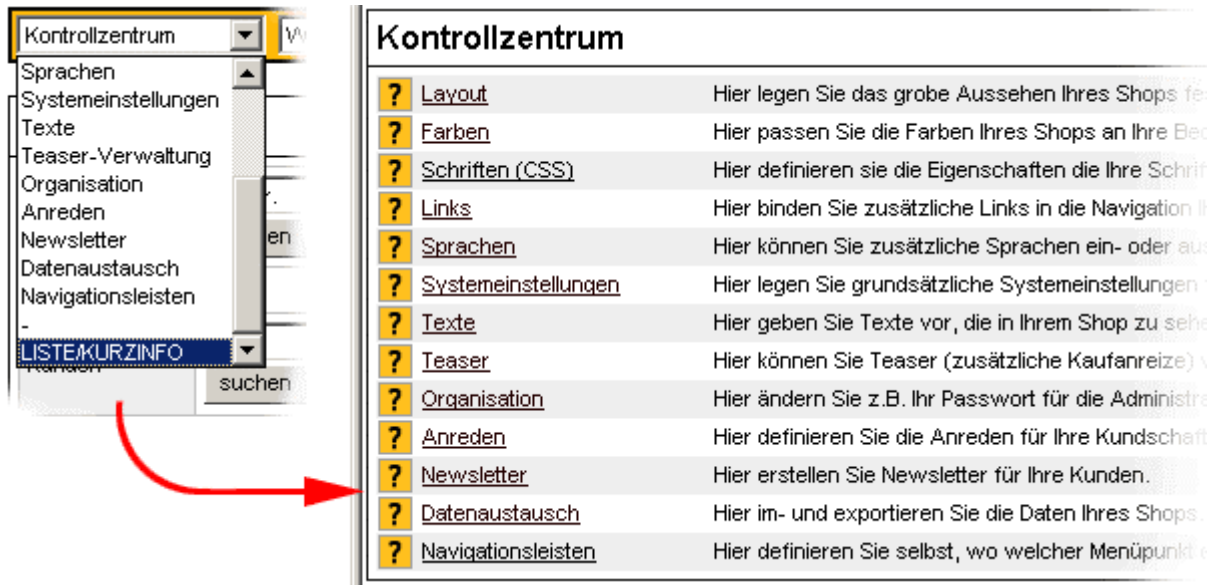 Kontrollzentrum
Sprachen
Systemeinstellungen
Texte
Teaser-Verwaltung
Organisation
Anreden
Newsletter
Datenaustausch
Navigationsleisten
-
LISTE/KURZINFO
suchen
Kontrollzentrum
? Layout Hier legen Sie das grobe Aussehen Ihres Shops
? Farben Hier passen Sie die Farben Ihres Shops an Ihre
? Schriften (CSS) Hier definieren sie die Eigenschaften die Ihre
? Links Hier binden Sie zusätzliche Links in die Navigation
? Sprachen Hier können Sie zusätzliche Sprachen ein- oder
? Systemeinstellungen Hier legen Sie grundsätzliche Systemeinstellungen
? Texte Hier geben Sie Texte vor, die in Ihrem Shop zu
? Teaser Hier können Sie Teaser (zusätzliche Kaufanreize)
? Organisation Hier ändern Sie z.B. Ihr Passwort für die
? Anreden Hier definieren Sie die Anreden für Ihre
? Newsletter Hier erstellen Sie Newsletter für Ihre Kunden.
? Datenaustausch Hier im- und exportieren Sie die Daten Ihres Shops.
? Navigationsleisten Hier definieren Sie selbst, wo welcher Menüpunkt